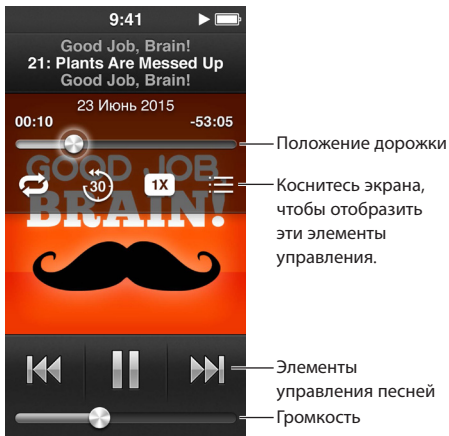 9:41
Good Job, Brain!
21: Plants Are Messed Up
Good Job, Brain!
23 Июнь 2015
00:10
-53:05
Положение дорожки
GOOD JOB
30
1X
BRAIN!
Коснитесь экрана,
чтобы отобразить
эти элементы
управления.
Элементы
управления песней
Громкость